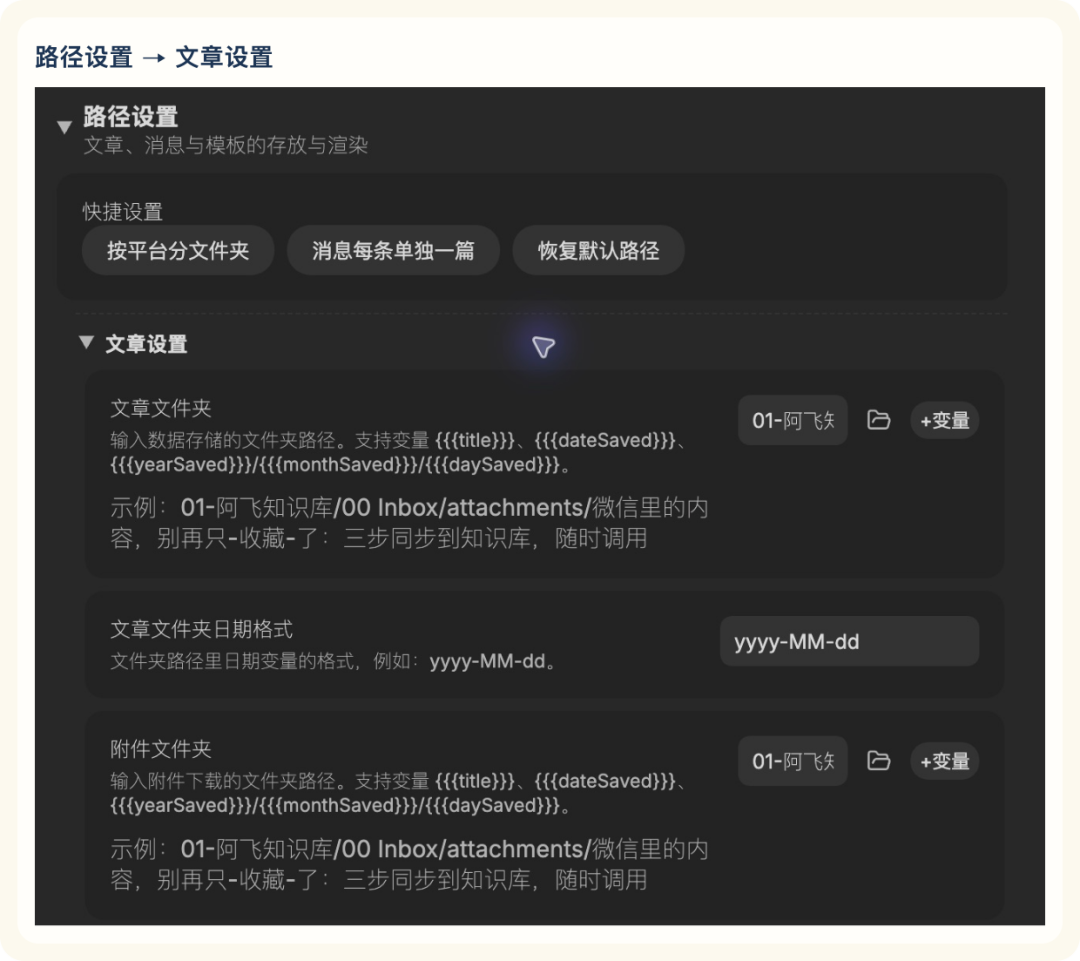 路径设置 → 文章设置
路径设置
文章、消息与模板的存放与渲染
快捷设置
按平台分文件夹
消息每条单独一篇
恢复默认路径
文章设置
文章文件夹
输入数据存储的文件夹路径。支持变量 {{{title}}}、{{{dateSaved}}}、
{{{yearSaved}}}/{{{monthSaved}}}/{{{daySaved}}}。
示例：01-阿飞知识库/00 Inbox/attachments/微信里的内
容，别再只-收藏-了：三步同步到知识库，随时调用
01-阿飞知
+变量
文章文件夹日期格式
文件夹路径里日期变量的格式，例如：yyyy-MM-dd。
yyyy-MM-dd
附件文件夹
输入附件下载的文件夹路径。支持变量 {{{title}}}、{{{dateSaved}}}、
{{{yearSaved}}}/{{{monthSaved}}}/{{{daySaved}}}。
示例：01-阿飞知识库/00 Inbox/attachments/微信里的内
容，别再只-收藏-了：三步同步到知识库，随时调用
01-阿飞知
+变量